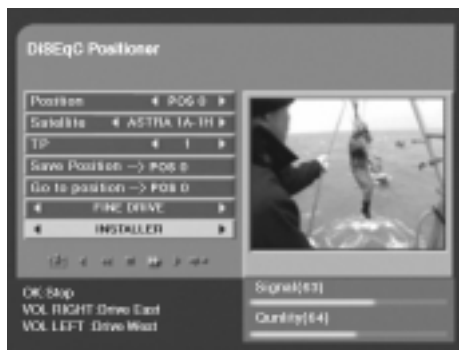 DiSEqC Positioner
Position POS 0
Satellite ASTRA 1A-1H
TP 1
Save Position --> POS 0
Go to position --> POS 0
FINE DRIVE
INSTALLER
OK:Stop
VOL RIGHT:Drive East
VOL LEFT :Drive West
Signal(63)
Quality(64)